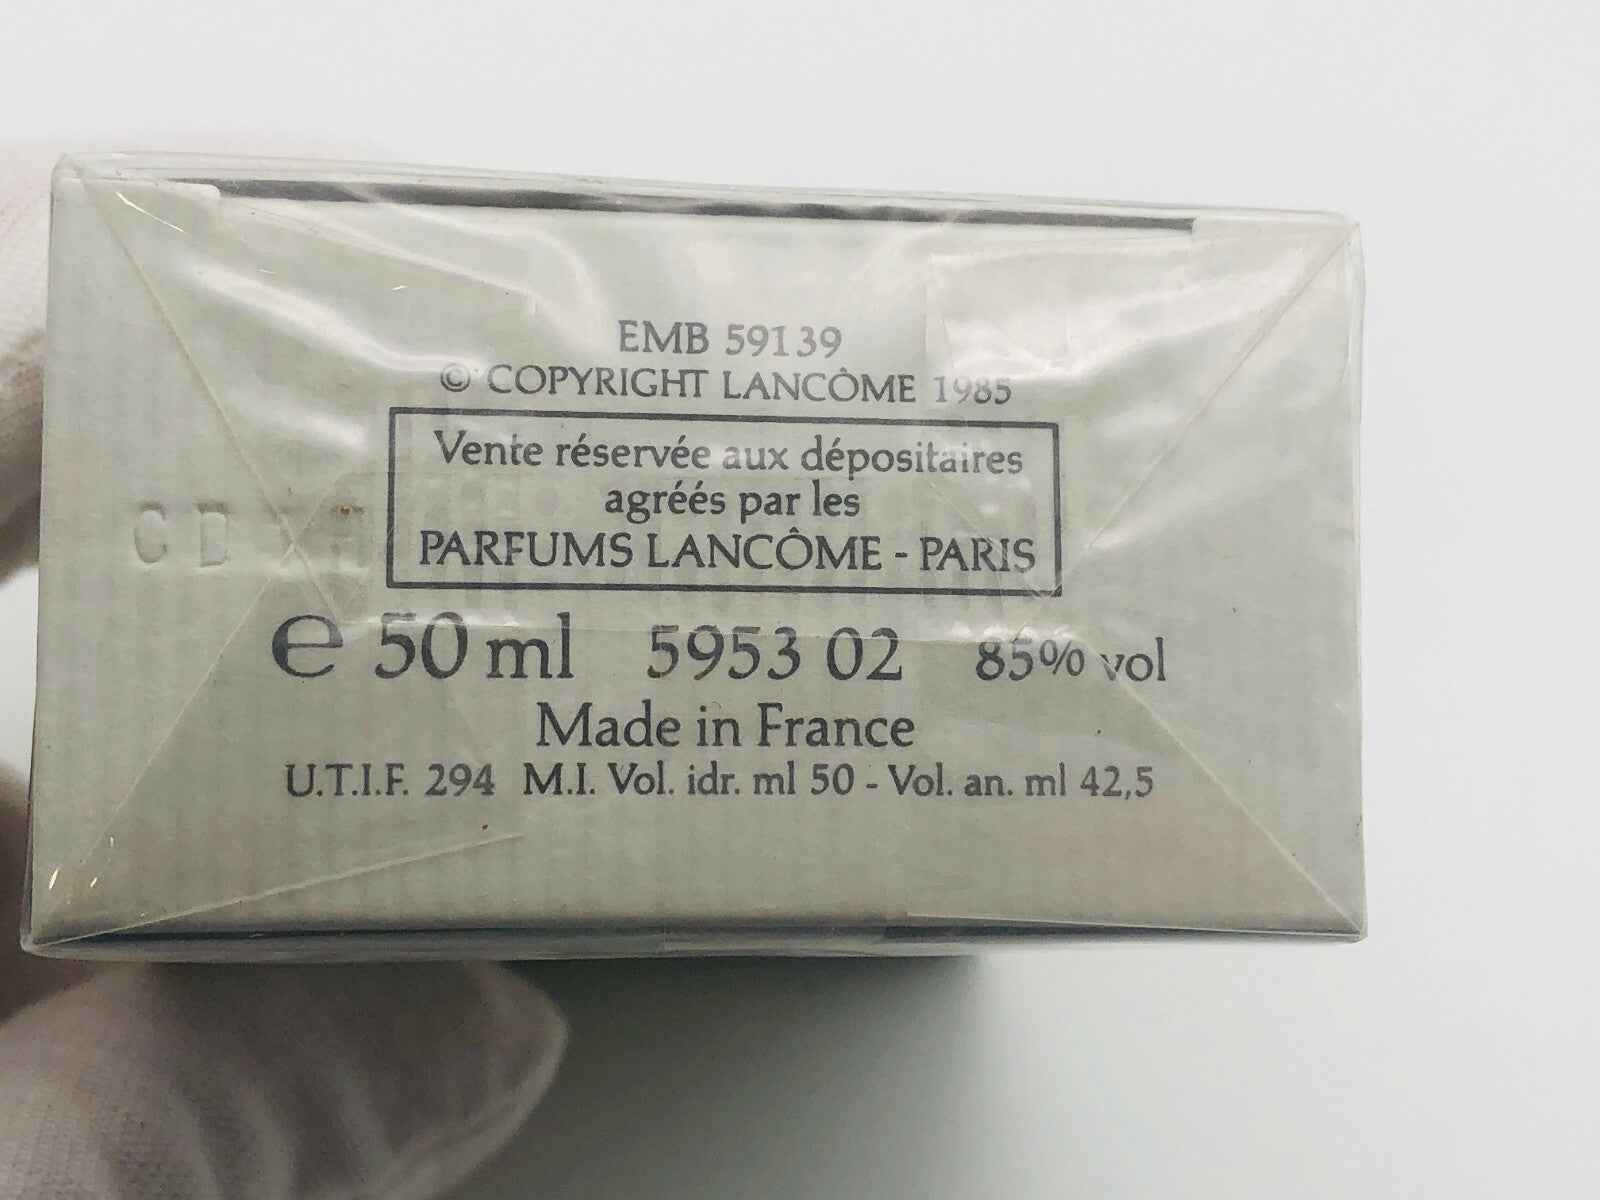 EMB 59139
© COPYRIGHT LANCÔME 1985
Vente réservée aux dépositaires
agréés par les
PARFUMS LANCÔME - PARIS
CD
e 50 ml 5953 02 85% vol
Made in France
U.T.I.F. 294 M.I. Vol. idr. ml 50 - Vol. an. ml 42,5